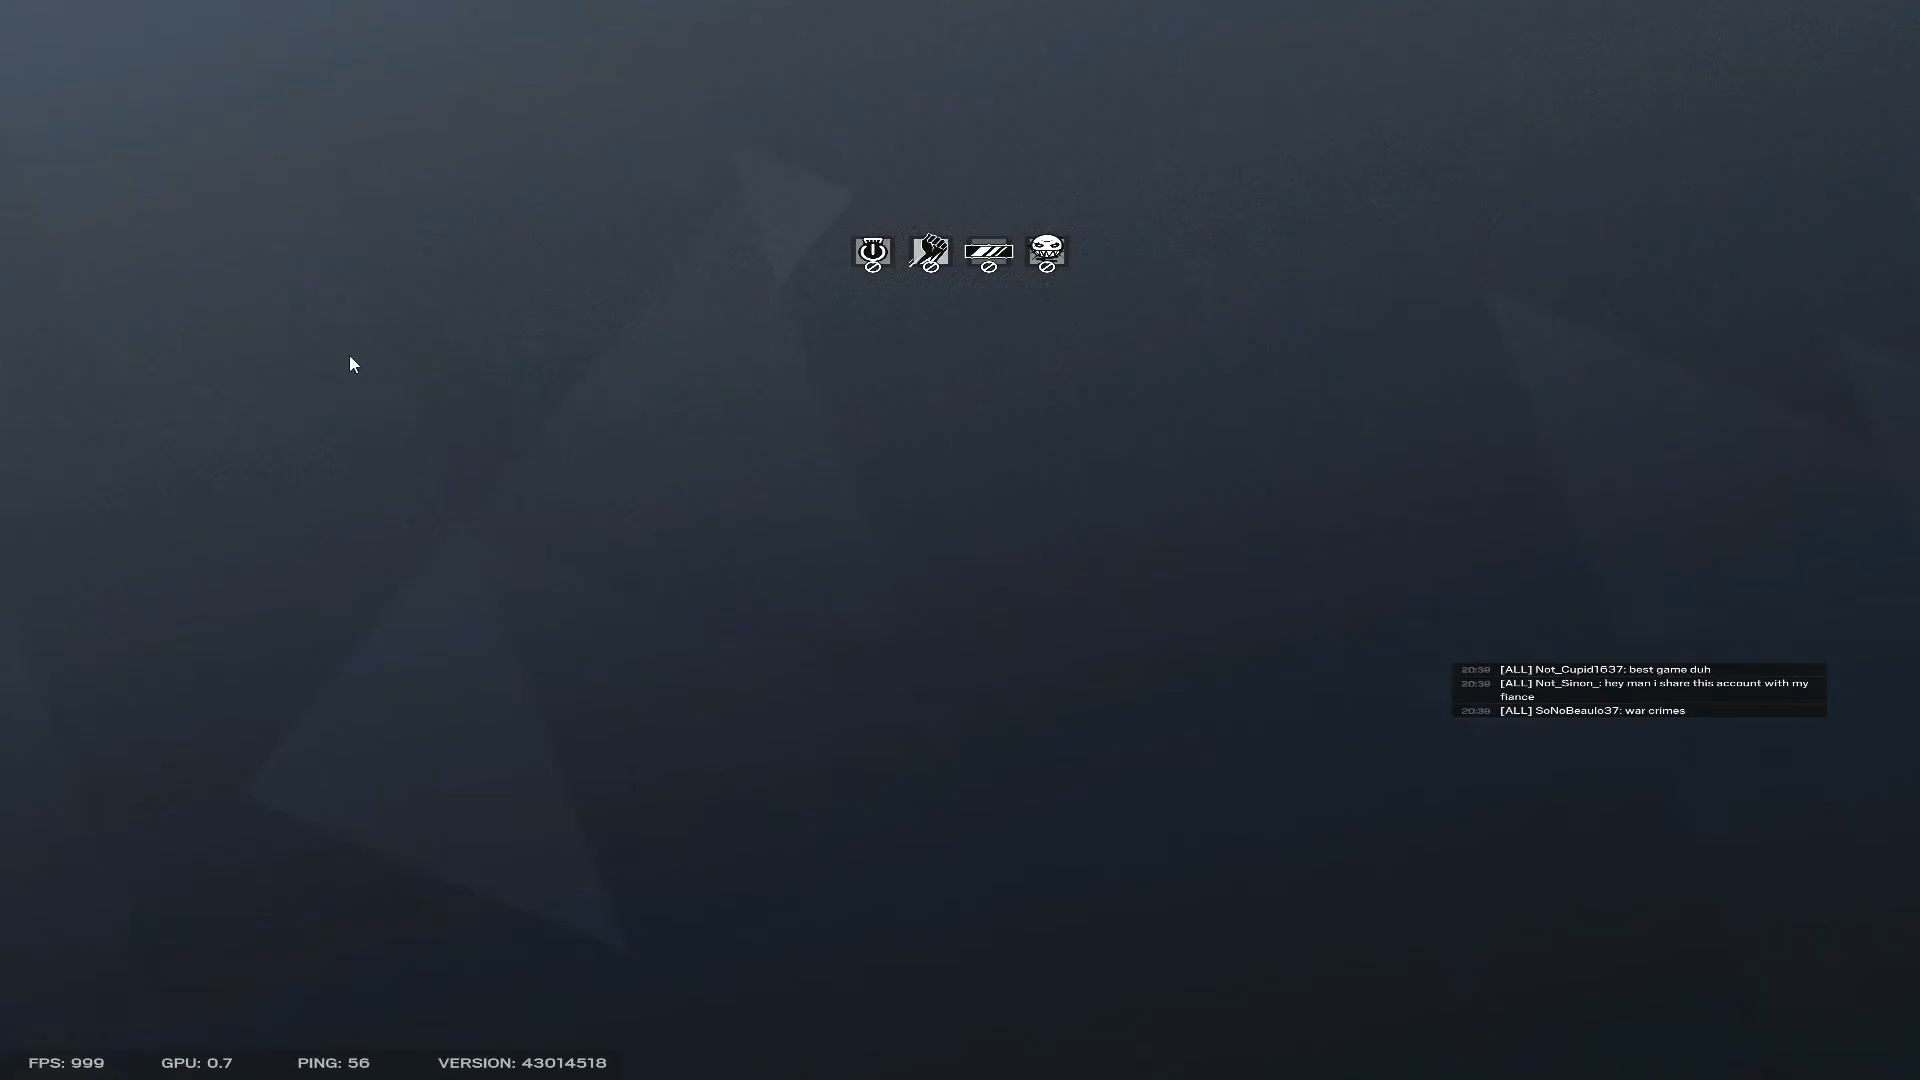 20:39 [ALL] Not_Cupid1637: best game duh
20:39 [ALL] Not_Sinon_: hey man i share this account with my
fiance
20:39 [ALL] SoNoBeaulo37: war crimes
FPS: 999 GPU: 0.7 PING: 56 VERSION: 43014518